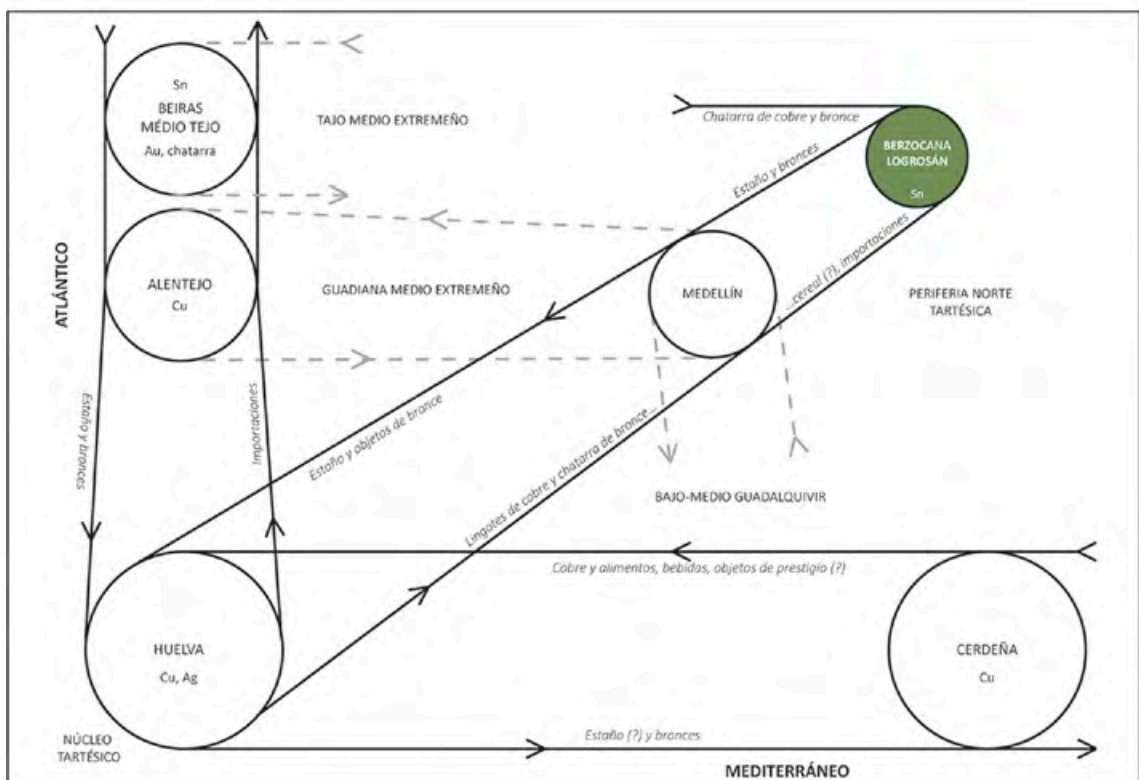 Sn
BEIRAS
MÉDIO TEJO
Au, chatarra
TAJO MEDIO EXTREMEÑO
Chatarra de cobre y bronce
BERZOCANA
LOGROSÁN
Sn
Estaño y bronces
ATLÁNTICO
ALENTEJO
Cu
GUADIANA MEDIO EXTREMEÑO
MEDELLÍN
...cereal (?), importaciones
PERIFERIA NORTE
TARTÉSICA
Estaño y bronces
Importaciones
Estaño y objetos de bronce
Lingotes de cobre y chatarra de bronce...
BAJO-MEDIO GUADALQUIVIR
Cobre y alimentos, bebidas, objetos de prestigio (?)
HUELVA
Cu, Ag
CERDEÑA
Cu
NÚCLEO
TARTÉSICO
Estaño (?) y bronces
MEDITERRÁNEO